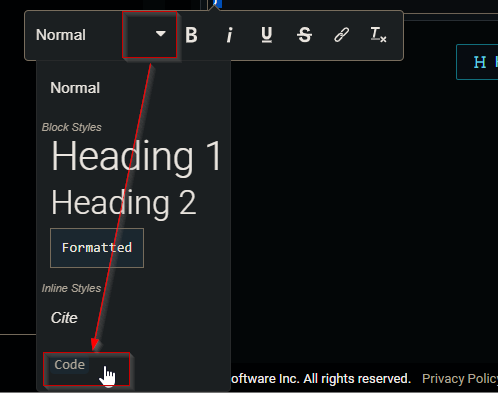 Normal B i U S Tx
H
Normal
Block Styles
Heading 1
Heading 2
Formatted
Inline Styles
Cite
Code
oftware Inc. All rights reserved. Privacy Policy